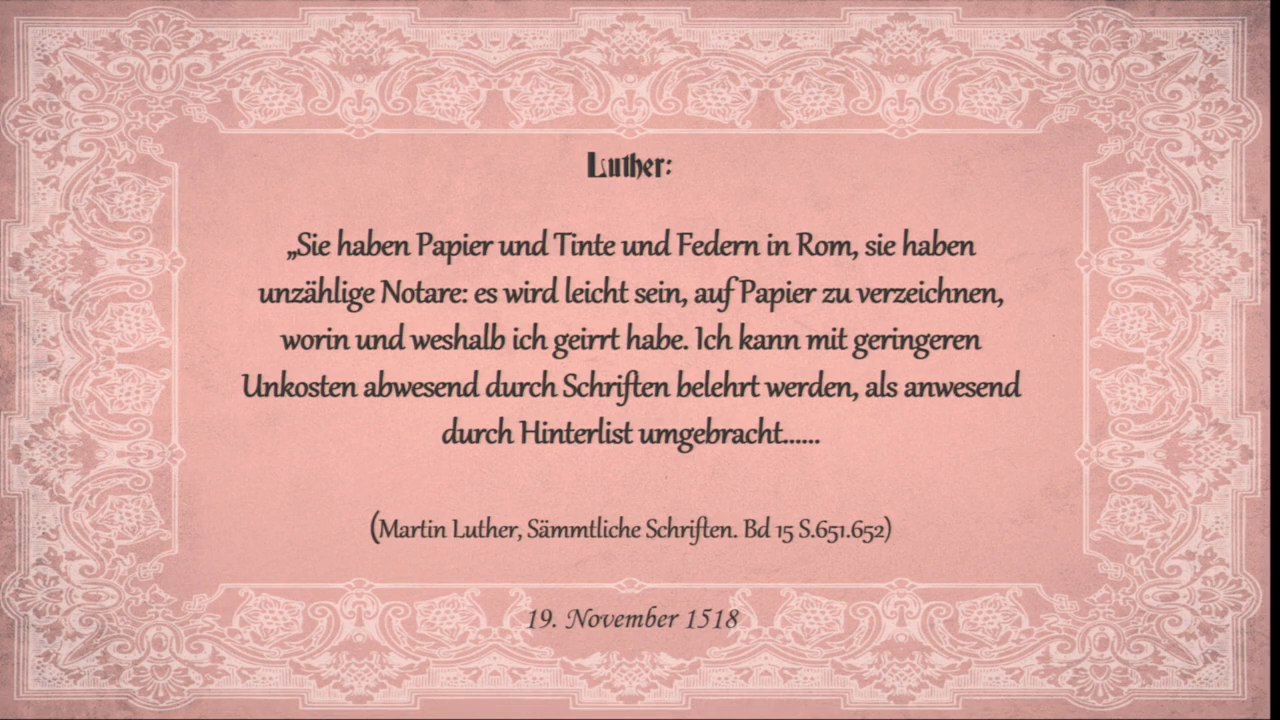 Luther:
„Sie haben Papier und Tinte und Federn in Rom, sie haben
unzählige Notare: es wird leicht sein, auf Papier zu verzeichnen,
worin und weshalb ich geirrt habe. Ich kann mit geringeren
Unkosten abwesend durch Schriften belehrt werden, als anwesend
durch Hinterlist umgebracht......
(Martin Luther, Sämmtliche Schriften. Bd 15 S.651.652)
19. November 1518